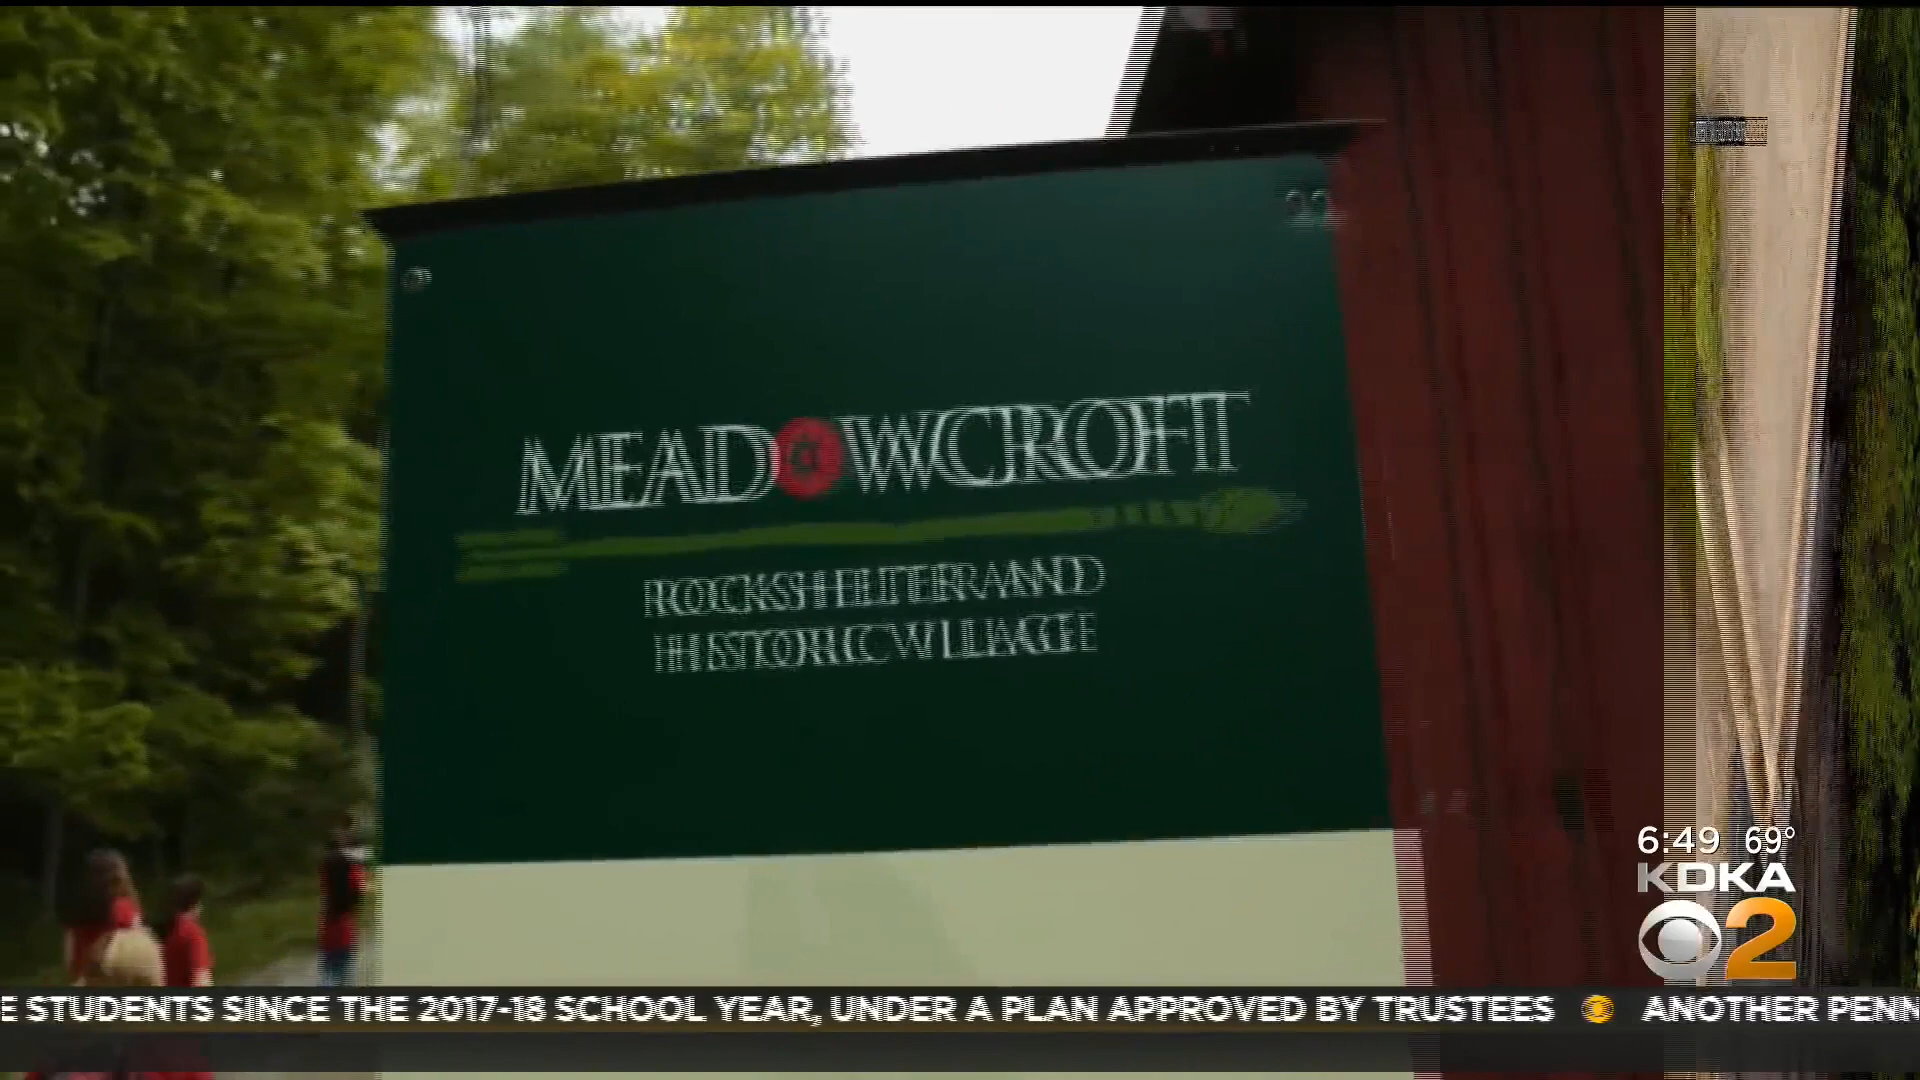 MEADOWCROFT
ROCKSHELTER AND
HISTORIC VILLAGE
6:49 69°
KDKA
2
E STUDENTS SINCE THE 2017-18 SCHOOL YEAR, UNDER A PLAN APPROVED BY TRUSTEES ANOTHER PENN